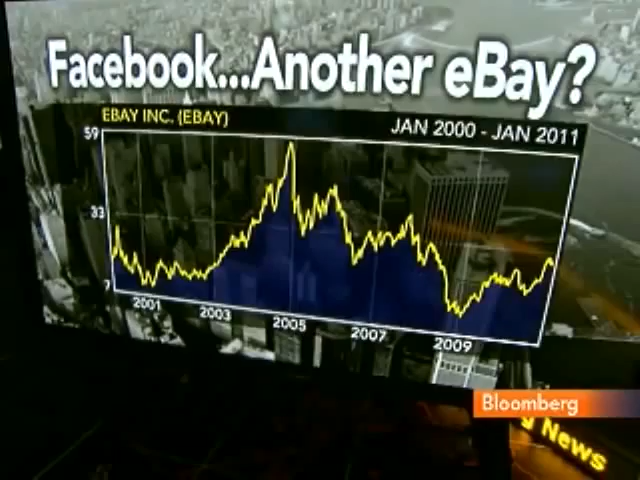 Facebook...Another eBay?
EBAY INC. (EBAY)
JAN 2000 - JAN 2011
59
33
7
2001
2003
2005
2007
2009
Bloomberg
g News